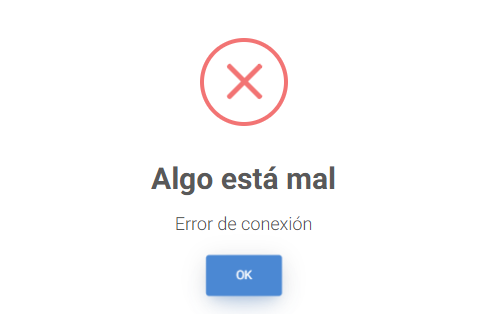 Algo está mal
Error de conexión
OK